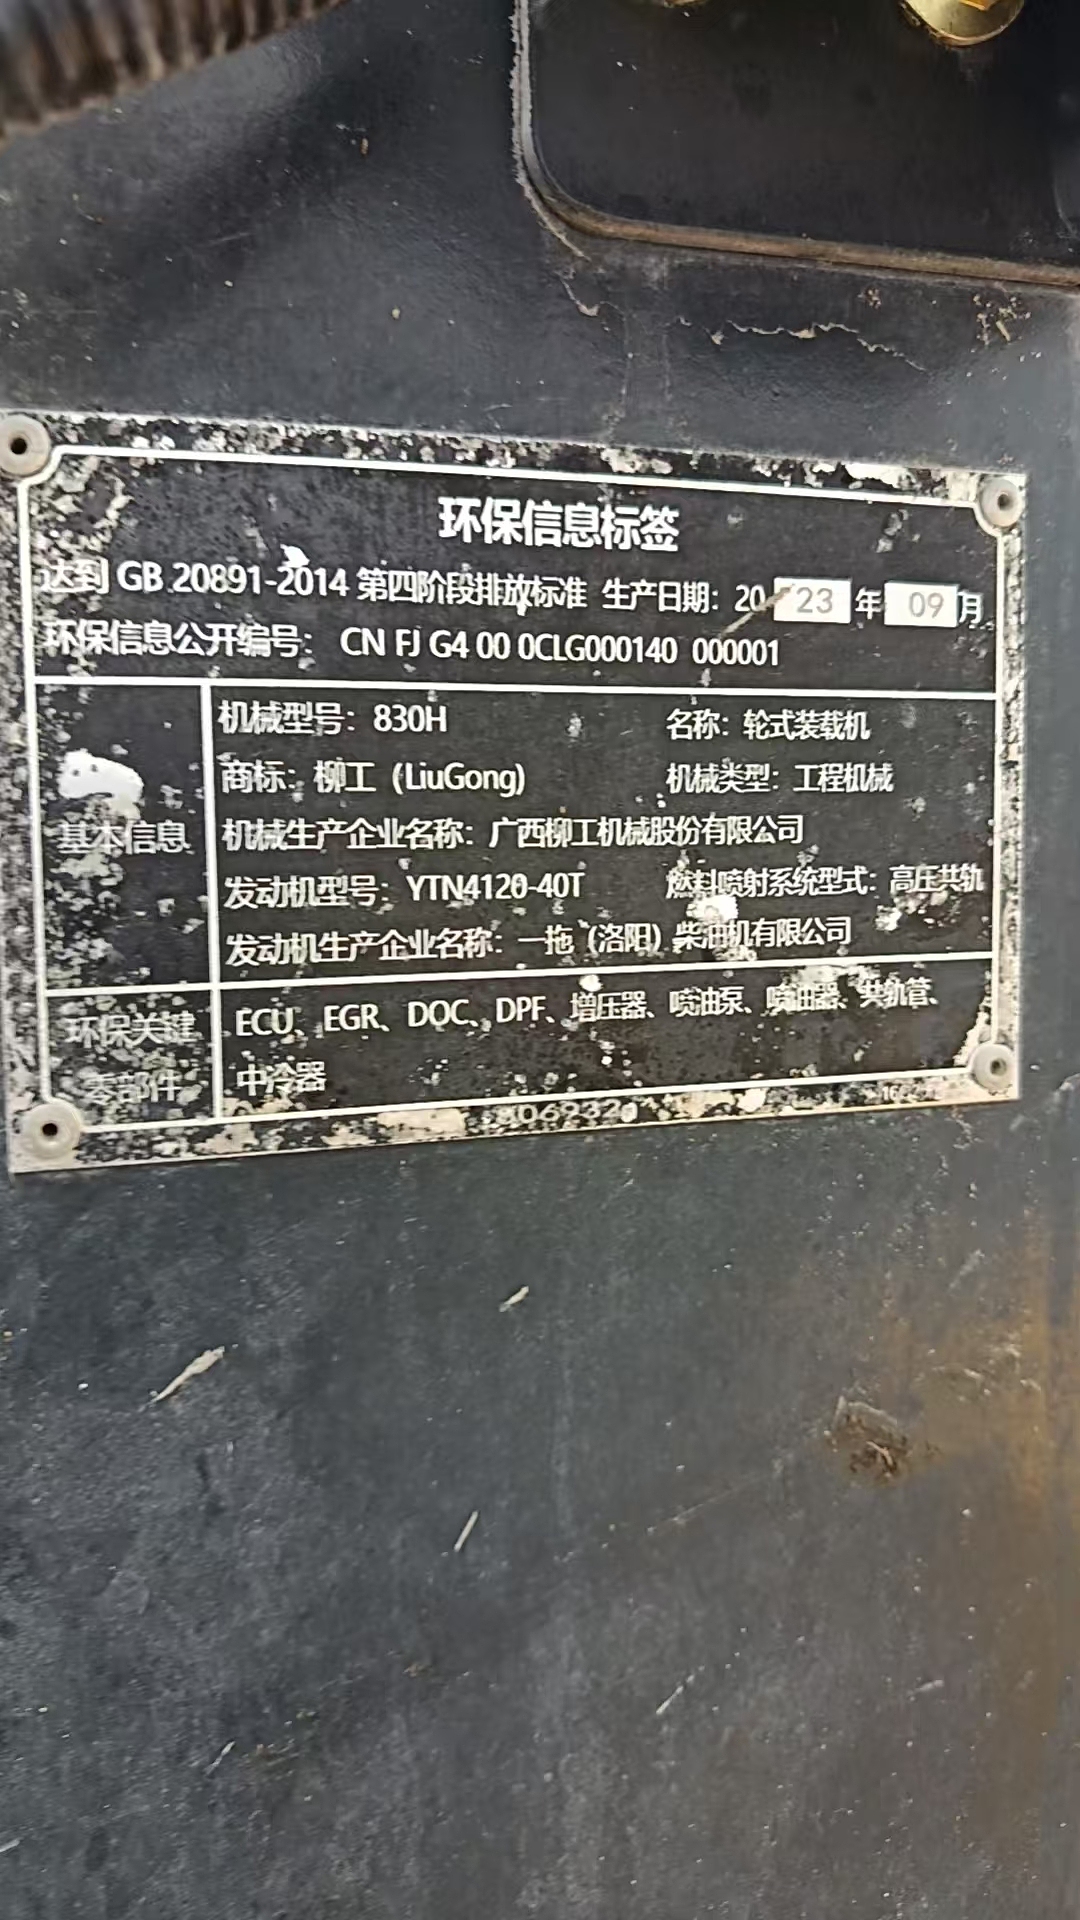 环保信息标签
达到 GB 20891-2014 第四阶段排放标准 生产日期：20 23 年 09 月
环保信息公开编号： CN FJ G4 00 0CLG000140 000001
机械型号：830H 名称：轮式装载机
商标：柳工（LiuGong） 机械类型：工程机械
基本信息 机械生产企业名称：广西柳工机械股份有限公司
发动机型号：YTN4120-40T 燃料喷射系统型式：高压共轨
发动机生产企业名称：一拖（洛阳）柴油机有限公司
环保关键 ECU、EGR、DOC、DPF、增压器、喷油泵、喷油器、共轨管、
零部件 中冷器